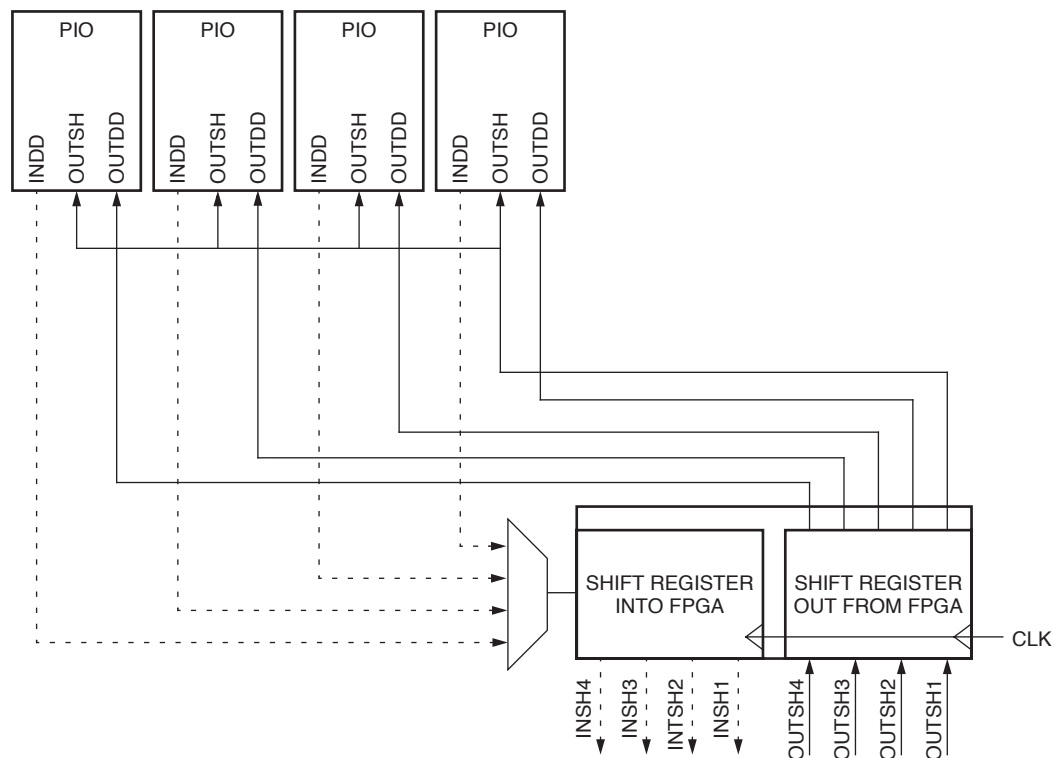 PIO
PIO
PIO
PIO
INDD
OUTSH
OUTDD
INDD
OUTSH
OUTDD
INDD
OUTSH
OUTDD
INDD
OUTSH
OUTDD
SHIFT REGISTER
INTO FPGA
SHIFT REGISTER
OUT FROM FPGA
CLK
INSH4
INSH3
INTSH2
INSH1
OUTSH4
OUTSH3
OUTSH2
OUTSH1